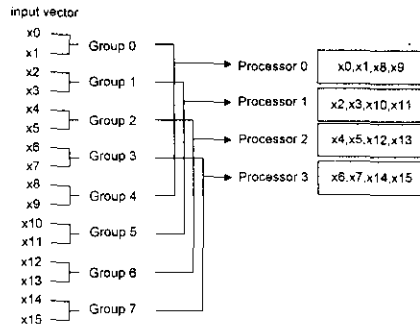 input vector
x0
x1
Group 0
x2
x3
Group 1
x4
x5
Group 2
x6
x7
Group 3
x8
x9
Group 4
x10
x11
Group 5
x12
x13
Group 6
x14
x15
Group 7
Processor 0
x0,x1,x8,x9
Processor 1
x2,x3,x10,x11
Processor 2
x4,x5,x12,x13
Processor 3
x6,x7,x14,x15